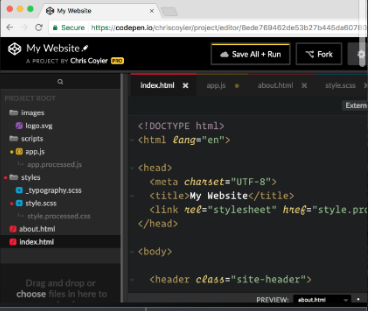 My Website
Secure https://codepen.io/chriscoyier/project/editor/
My Website
A PROJECT BY Chris Coyier PRO
Save All + Run
Fork
index.html
app.js
about.html
style.scss
PROJECT ROOT
images
logo.svg
scripts
app.js
app.processed.js
styles
_typography.scss
style.scss
style.processed.css
about.html
index.html
Drag and drop or
choose files in here to
Extern
<!DOCTYPE html>
<html lang="en">
<head>
<meta charset="UTF-8">
<title>My Website</title>
<link rel="stylesheet" href="style.pro
</head>
<body>
<header class="site-header">
PREVIEW: about.html